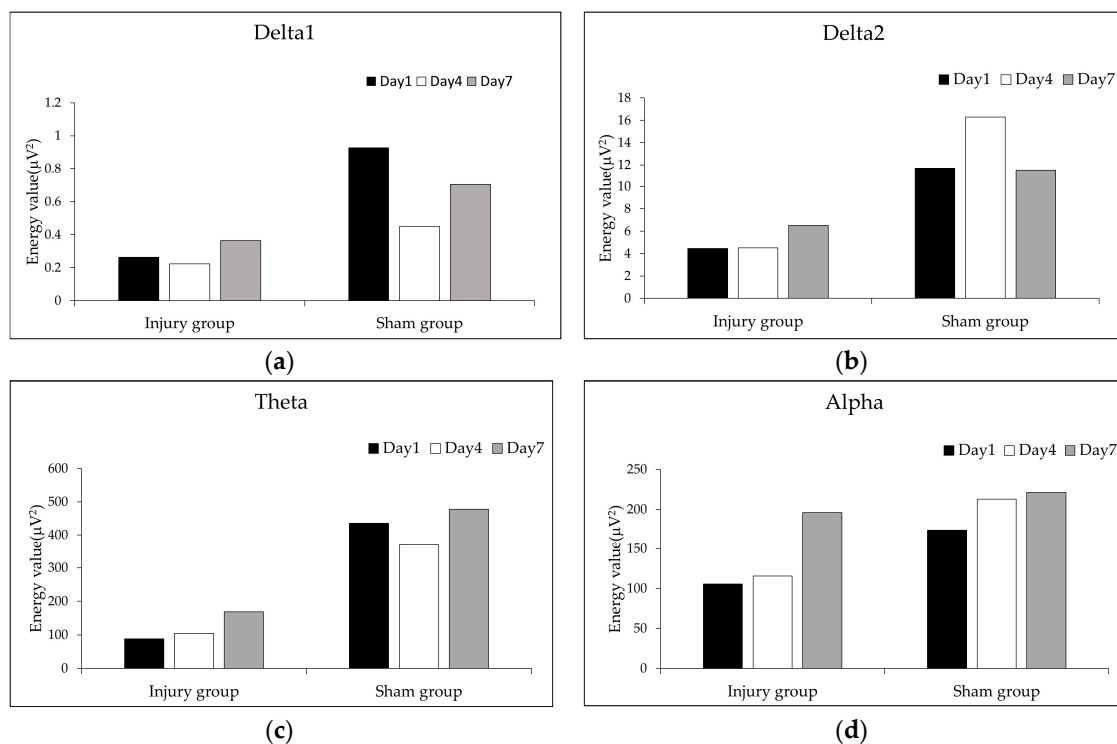 Delta1
Day1 Day4 Day7
Energy value(μV²)
1.2
1
0.8
0.6
0.4
0.2
0
Injury group Sham group
(a)
Delta2
Day1 Day4 Day7
Energy value(μV²)
18
16
14
12
10
8
6
4
2
0
Injury group Sham group
(b)
Theta
Day1 Day4 Day7
Energy value(μV²)
600
500
400
300
200
100
0
Injury group Sham group
(c)
Alpha
Day1 Day4 Day7
Energy value(μV²)
250
200
150
100
50
0
Injury group Sham group
(d)